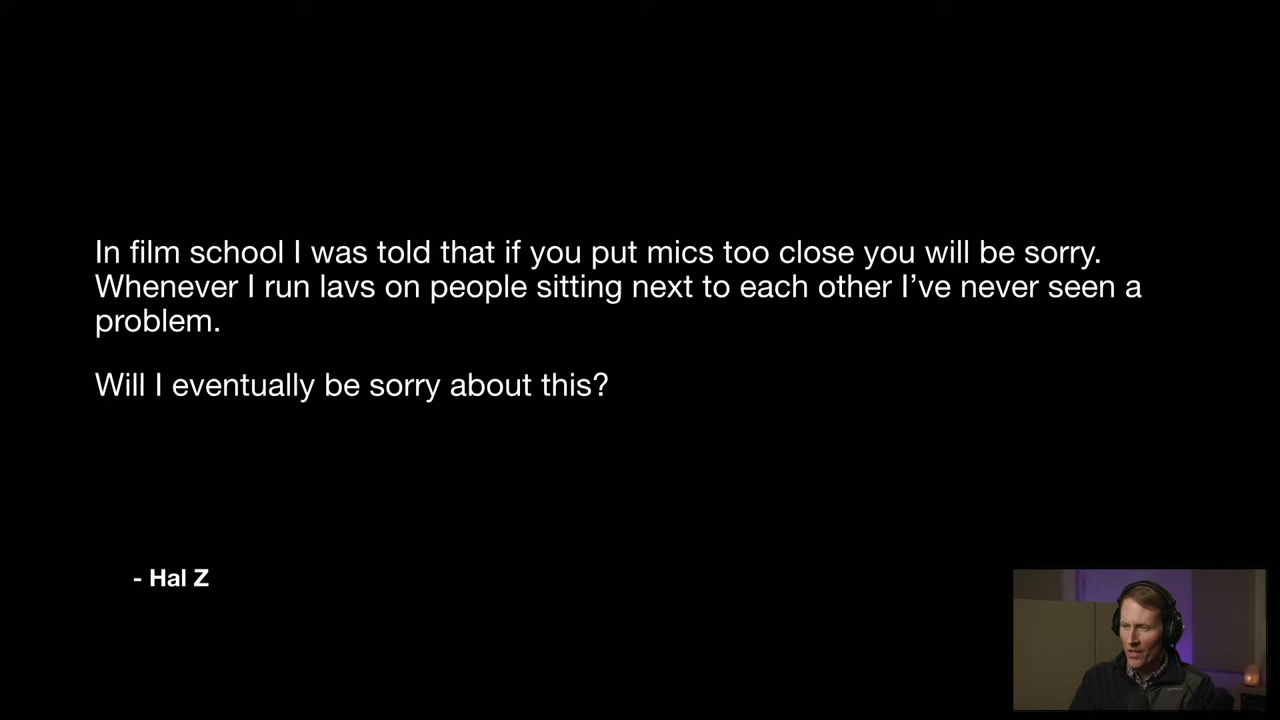 In film school I was told that if you put mics too close you will be sorry.
Whenever I run lavs on people sitting next to each other I’ve never seen a
problem.
Will I eventually be sorry about this?
- Hal Z